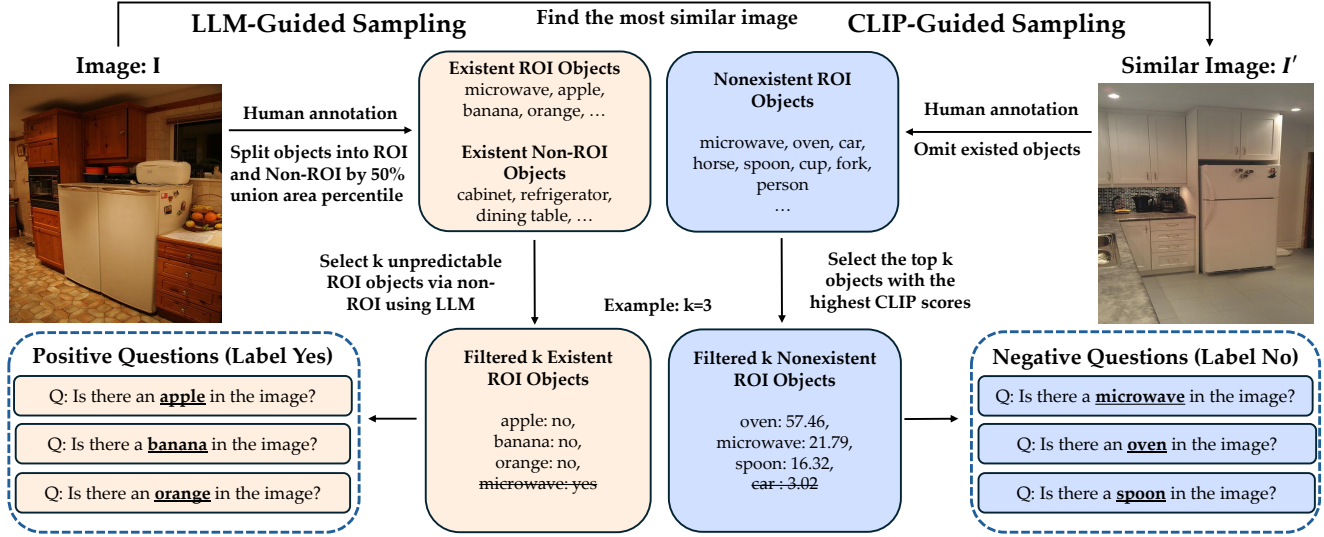 LLM-Guided Sampling
Find the most similar image
CLIP-Guided Sampling
Image: I
Human annotation
Split objects into ROI
and Non-ROI by 50%
union area percentile
Existent ROI Objects
microwave, apple,
banana, orange, …
Existent Non-ROI
Objects
cabinet, refrigerator,
dining table, …
Nonexistent ROI
Objects
microwave, oven, car,
horse, spoon, cup, fork,
person
…
Human annotation
Omit existed objects
Similar Image: I′
Select k unpredictable
ROI objects via non-
ROI using LLM
Example: k=3
Select the top k
objects with the
highest CLIP scores
Positive Questions (Label Yes)
Q: Is there an apple in the image?
Q: Is there a banana in the image?
Q: Is there an orange in the image?
Filtered k Existent
ROI Objects
apple: no,
banana: no,
orange: no,
microwave: yes
Filtered k Nonexistent
ROI Objects
oven: 57.46,
microwave: 21.79,
spoon: 16.32,
car : 3.02
Negative Questions (Label No)
Q: Is there a microwave in the image?
Q: Is there an oven in the image?
Q: Is there a spoon in the image?